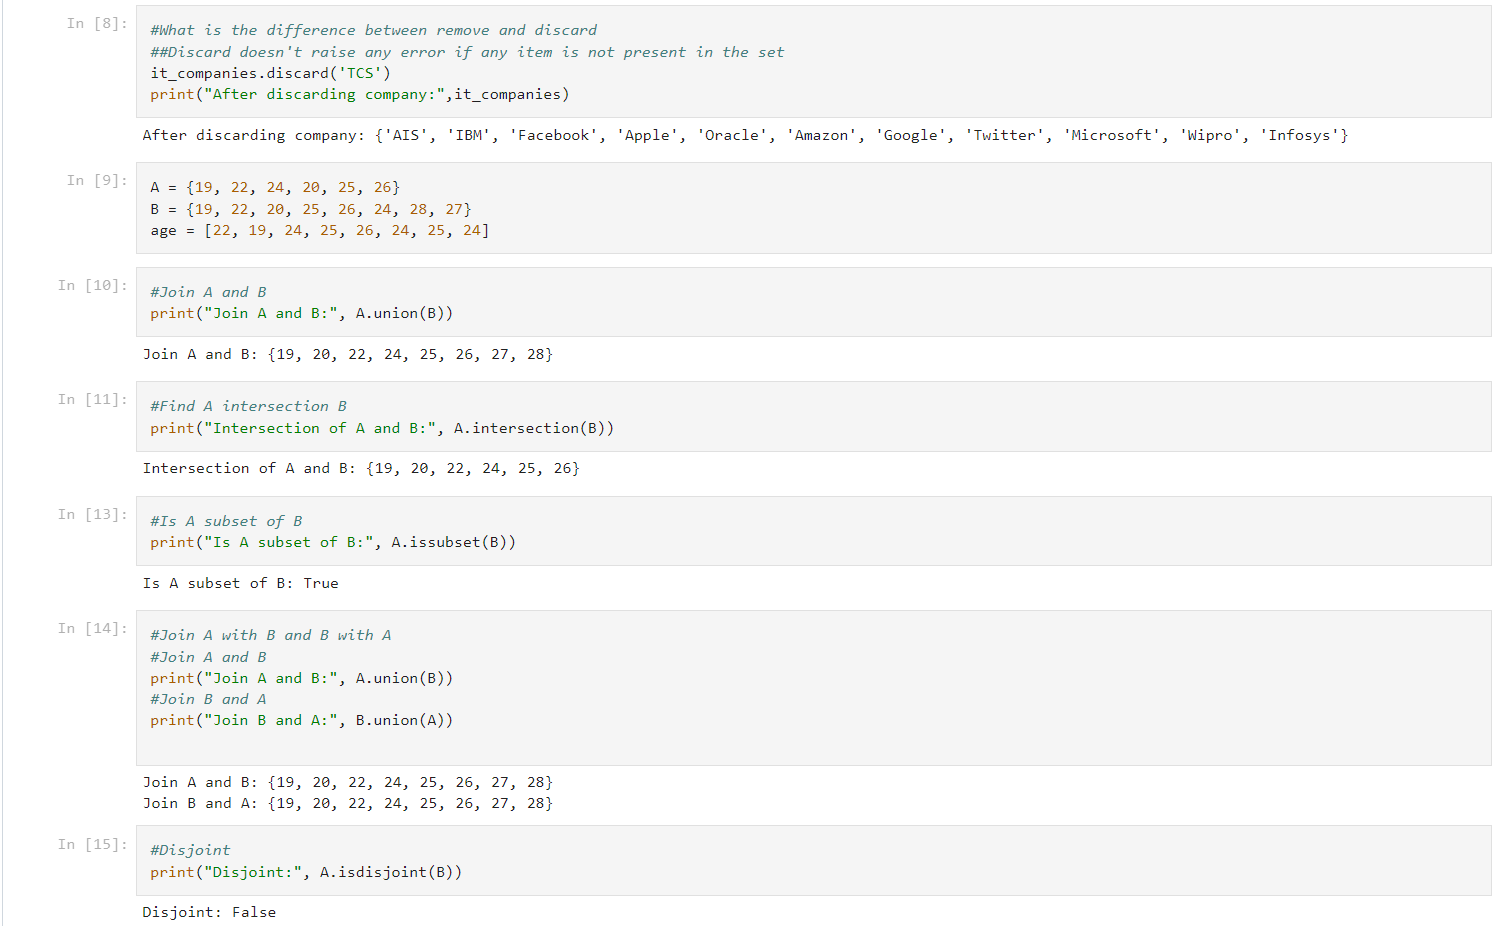 In [8]:
#What is the difference between remove and discard
##Discard doesn't raise any error if any item is not present in the set
it_companies.discard('TCS')
print("After discarding company:",it_companies)
After discarding company: {'AIS', 'IBM', 'Facebook', 'Apple', 'Oracle', 'Amazon', 'Google', 'Twitter', 'Microsoft', 'Wipro', 'Infosys'}
In [9]:
A = {19, 22, 24, 20, 25, 26}
B = {19, 22, 20, 25, 26, 24, 28, 27}
age = [22, 19, 24, 25, 26, 24, 25, 24]
In [10]:
#Join A and B
print("Join A and B:", A.union(B))
Join A and B: {19, 20, 22, 24, 25, 26, 27, 28}
In [11]:
#Find A intersection B
print("Intersection of A and B:", A.intersection(B))
Intersection of A and B: {19, 20, 22, 24, 25, 26}
In [13]:
#Is A subset of B
print("Is A subset of B:", A.issubset(B))
Is A subset of B: True
In [14]:
#Join A with B and B with A
#Join A and B
print("Join A and B:", A.union(B))
#Join B and A
print("Join B and A:", B.union(A))
Join A and B: {19, 20, 22, 24, 25, 26, 27, 28}
Join B and A: {19, 20, 22, 24, 25, 26, 27, 28}
In [15]:
#Disjoint
print("Disjoint:", A.isdisjoint(B))
Disjoint: False